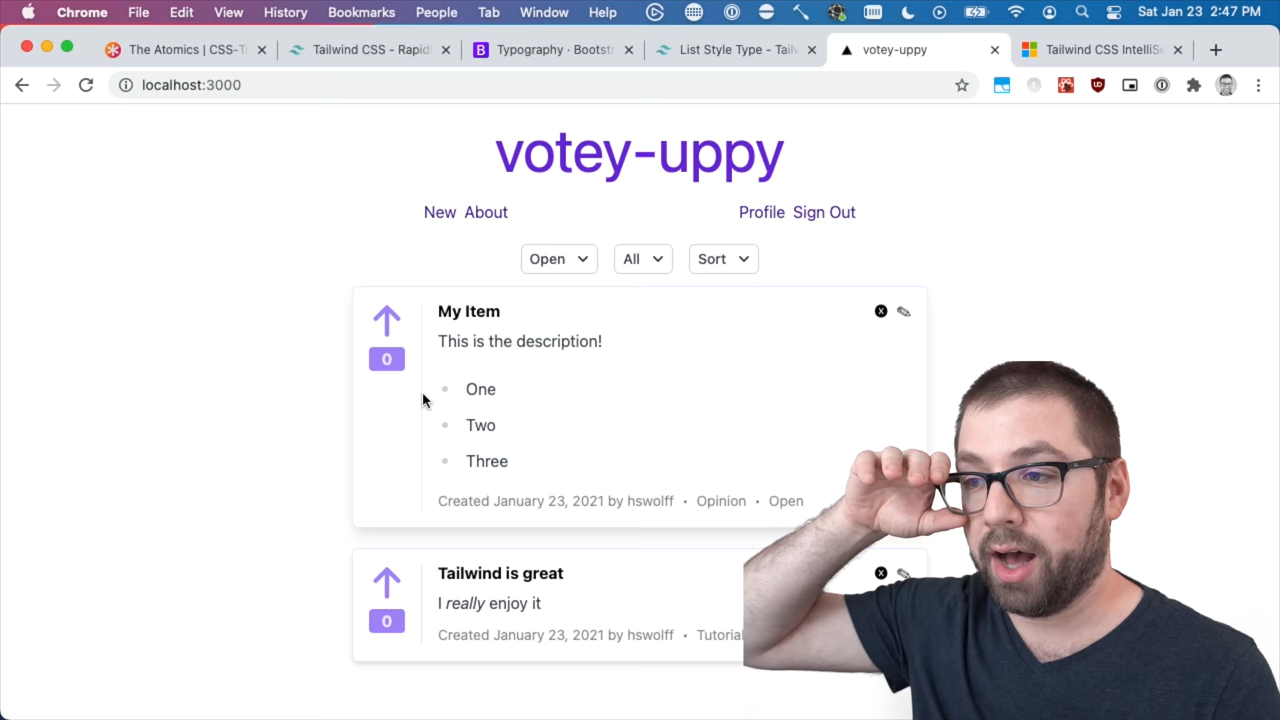 Chrome File Edit View History Bookmarks People Tab Window Help Sat Jan 23 2:47 PM
The Atomics | CSS-T
Tailwind CSS - Rapid
B Typography · Bootst
List Style Type - Tail
votey-uppy
Tailwind CSS IntelliSe
localhost:3000
votey-uppy
New About Profile Sign Out
Open All Sort
My Item
This is the description!
One
Two
Three
Created January 23, 2021 by hswolff • Opinion • Open
0
Tailwind is great
I really enjoy it
Created January 23, 2021 by hswolff • Tutorial
0